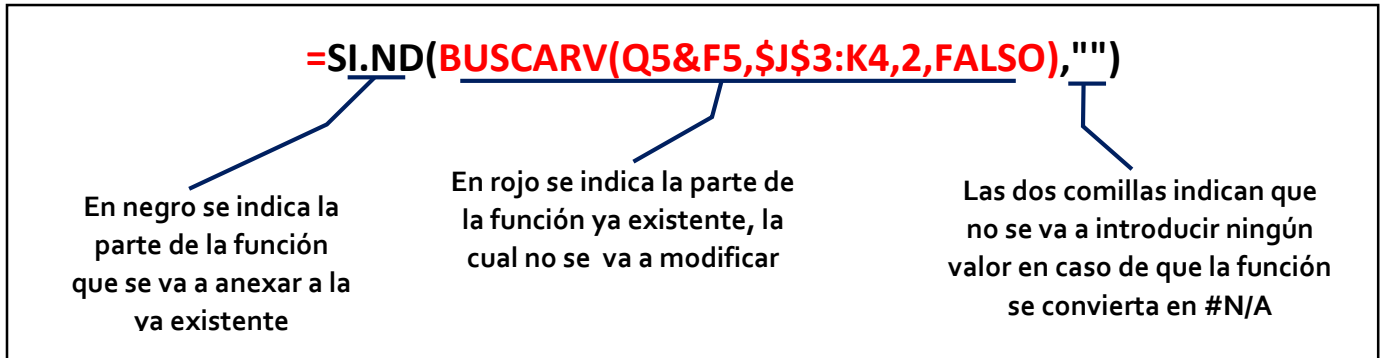 =SI.ND(BUSCARV(Q5&F5,$J$3:K4,2,FALSO),"")
En negro se indica la
parte de la función
que se va a anexar a la
ya existente
En rojo se indica la parte de
la función ya existente, la
cual no se va a modificar
Las dos comillas indican que
no se va a introducir ningún
valor en caso de que la función
se convierta en #N/A